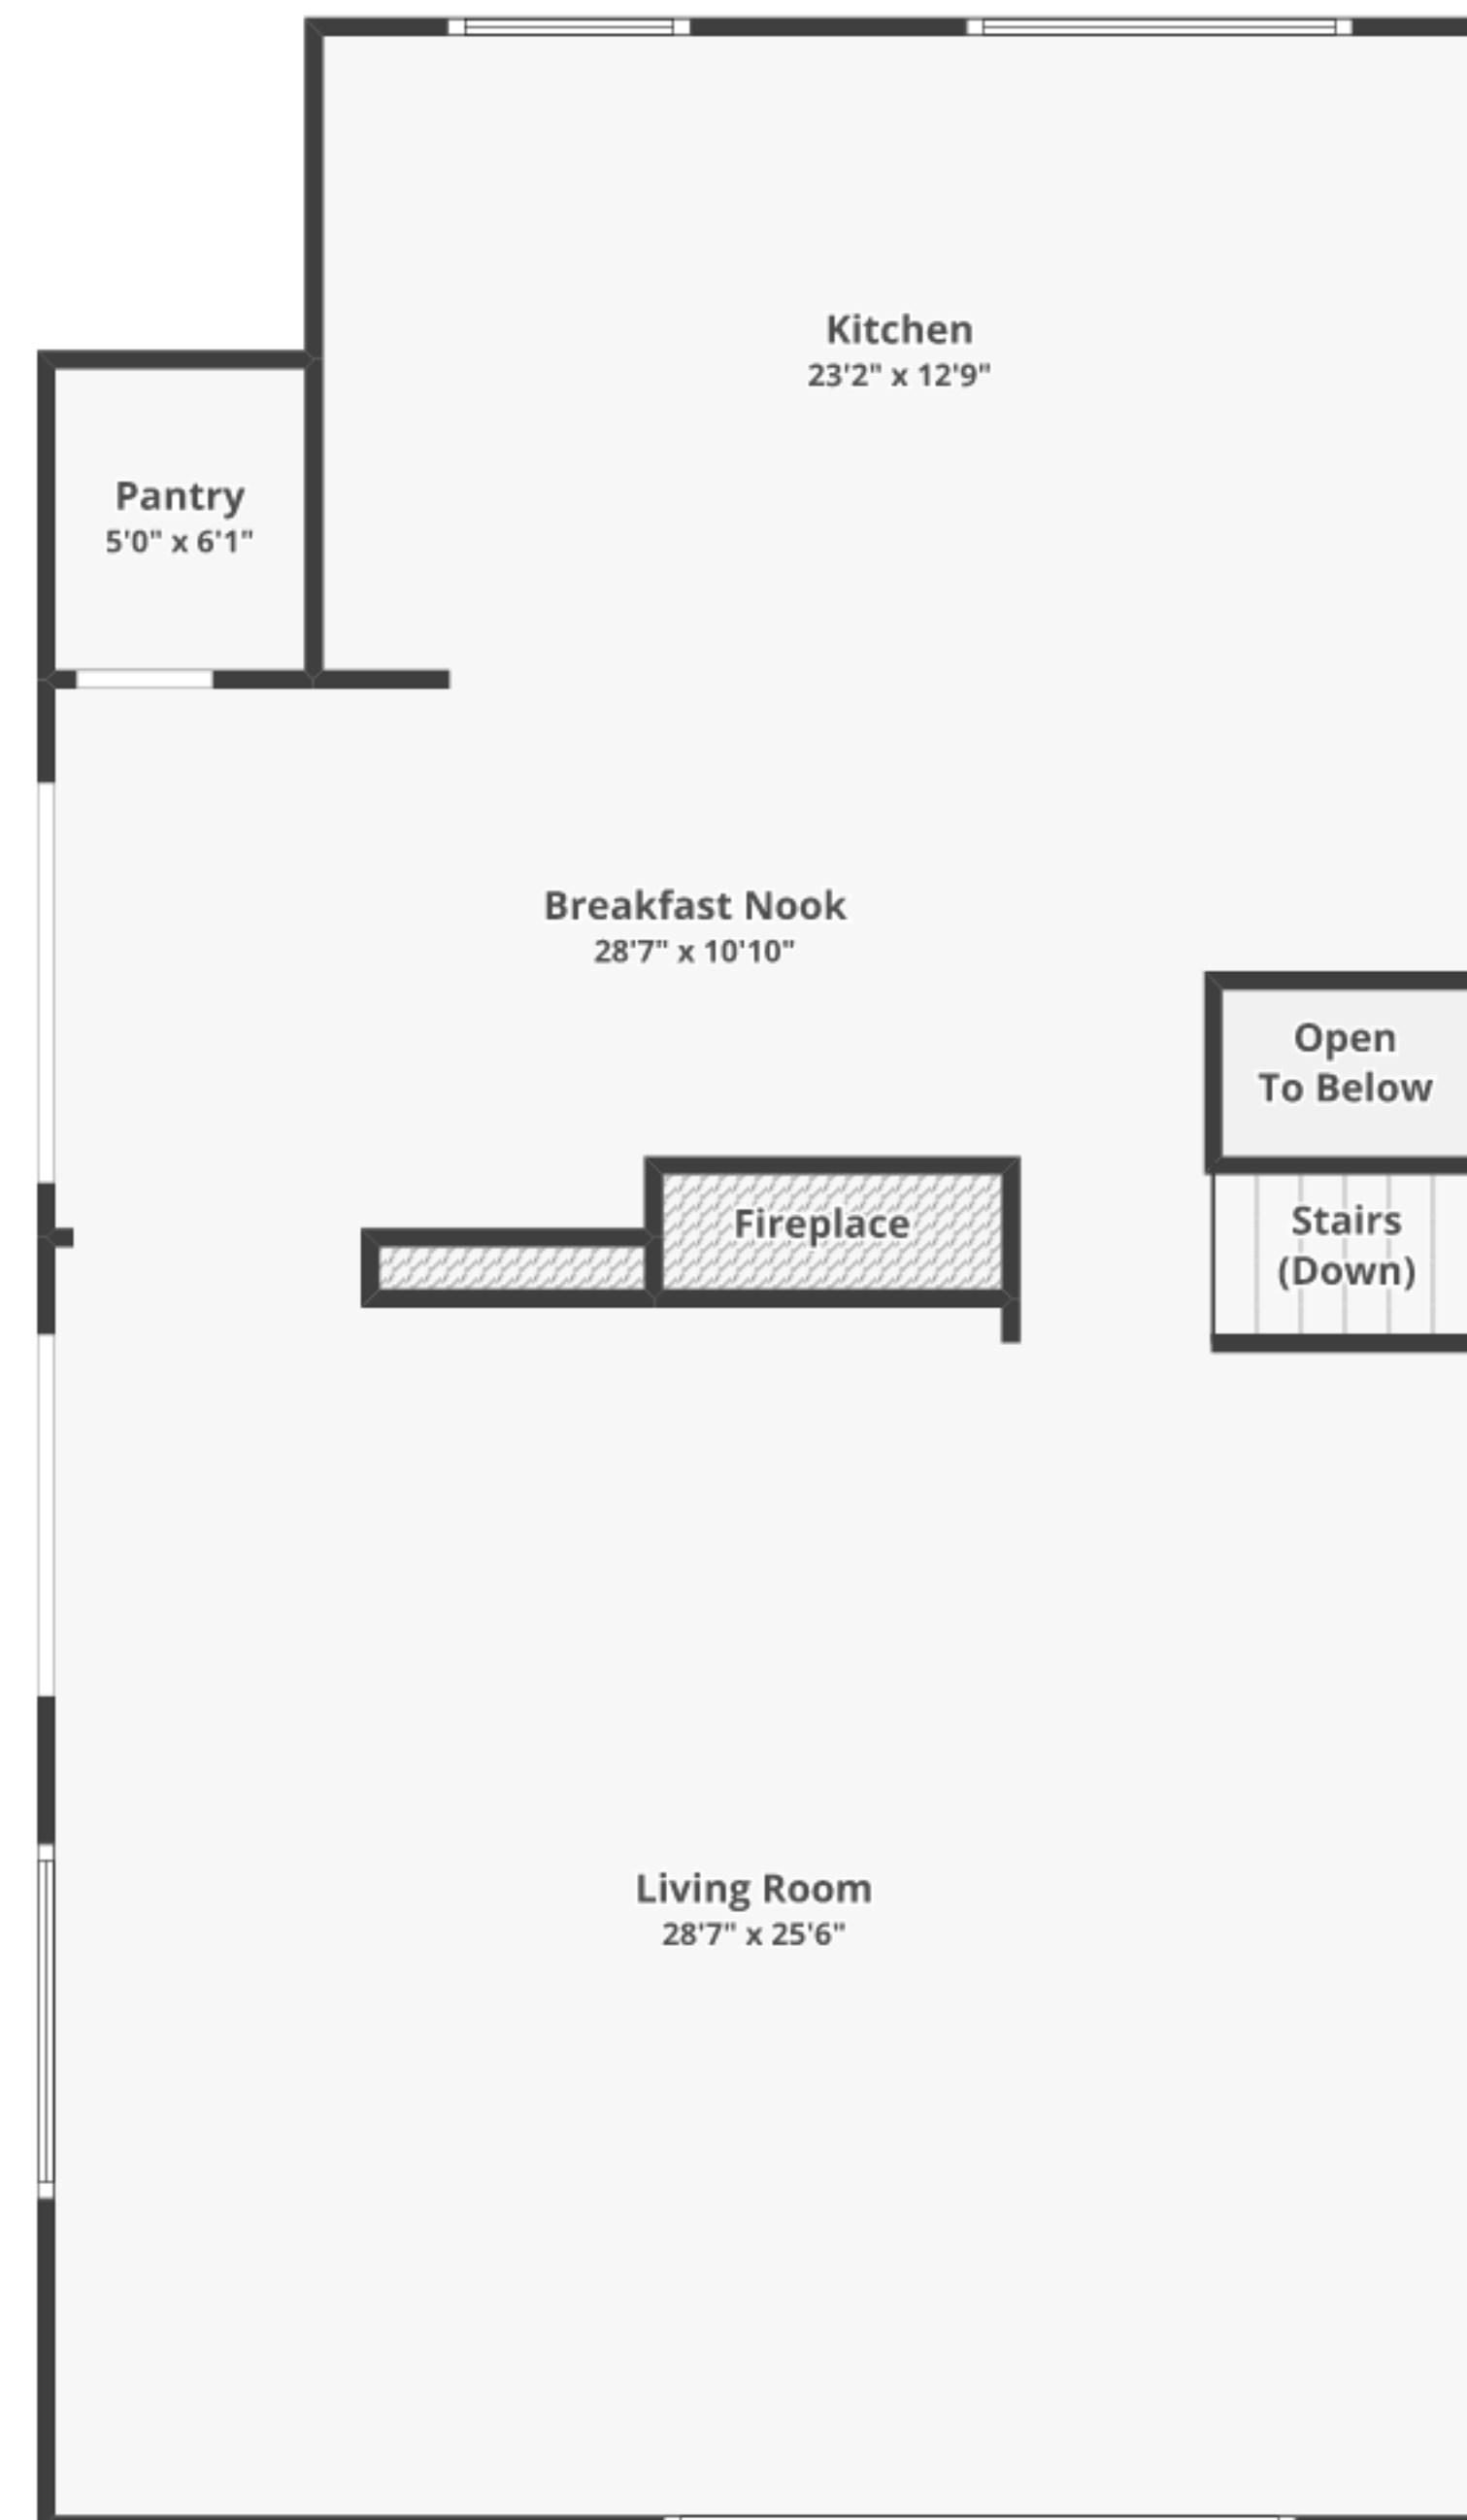 Kitchen
23'2" x 12'9"
Pantry
5'0" x 6'1"
Breakfast Nook
28'7" x 10'10"
Open
To Below
Fireplace
Stairs
(Down)
Living Room
28'7" x 25'6"